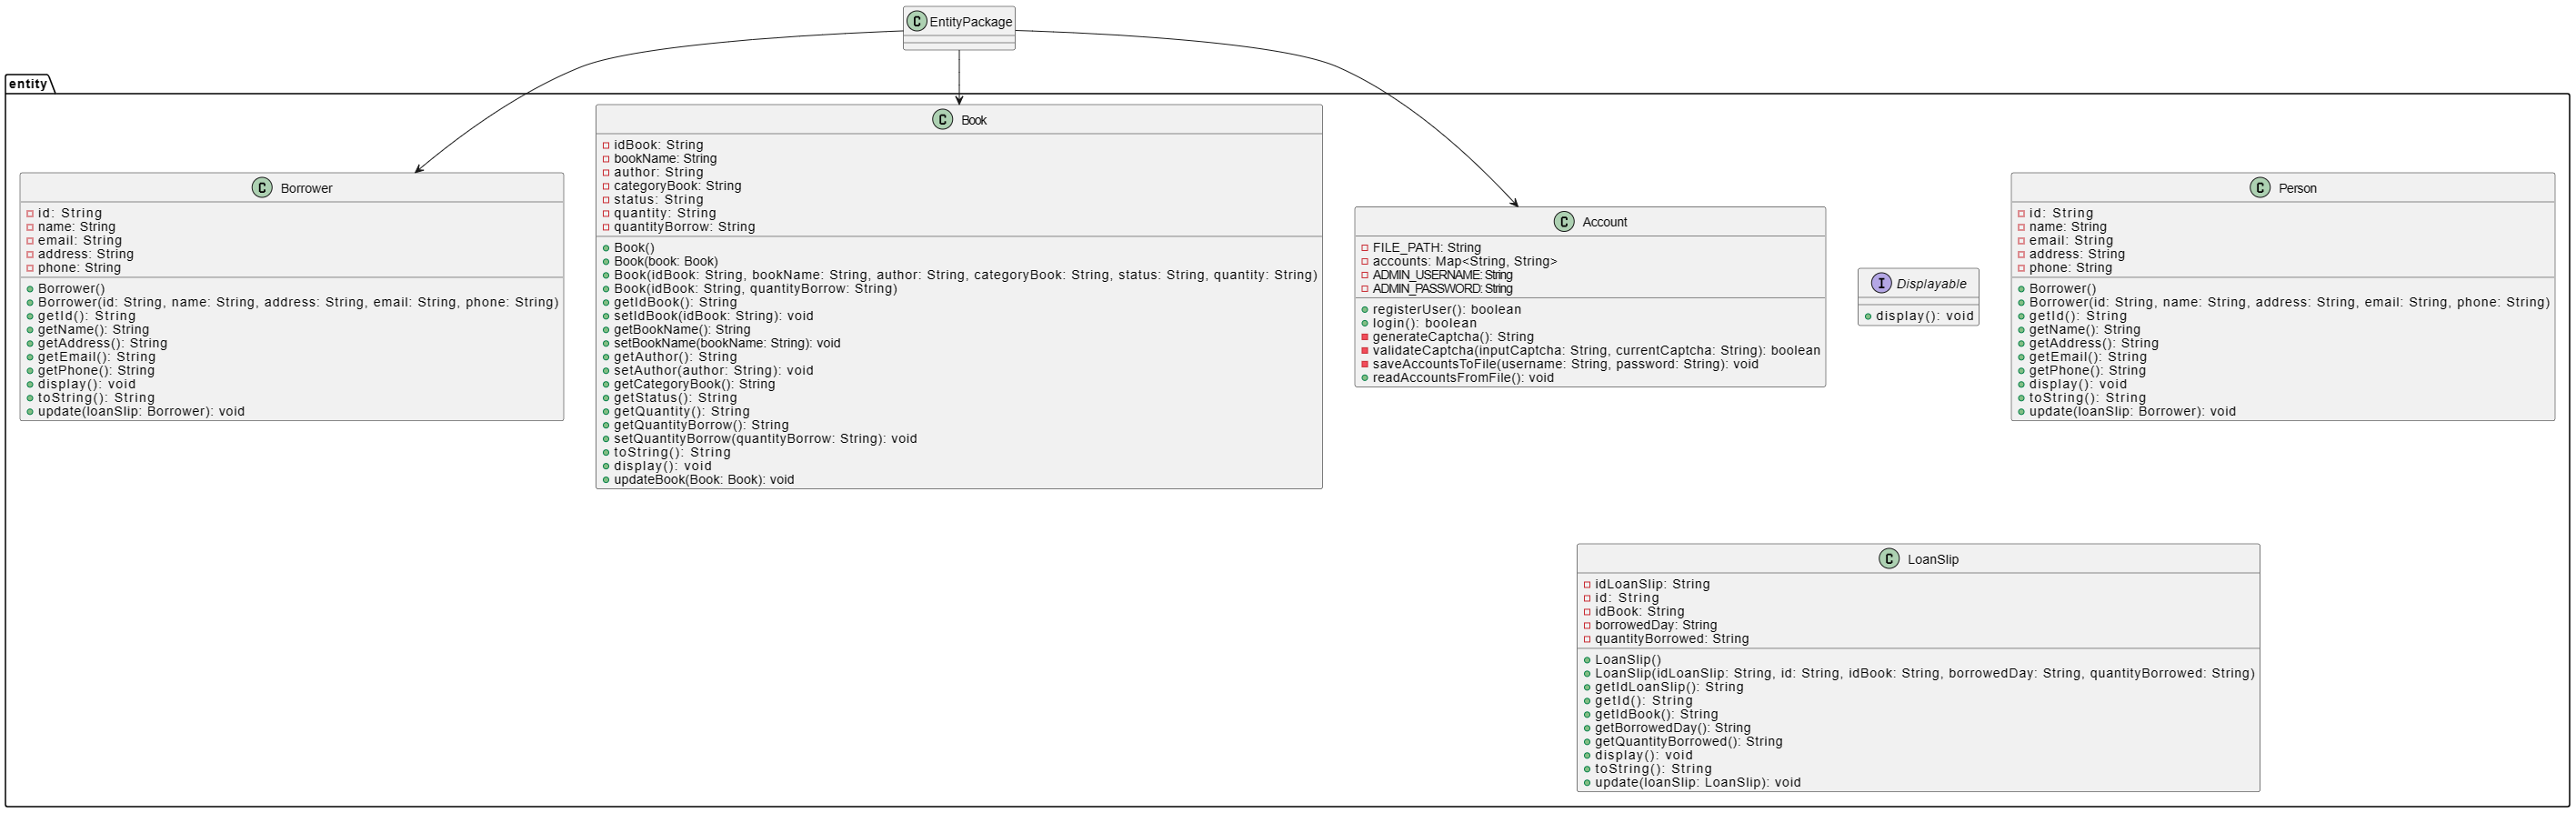 EntityPackage
entity
Borrower
id: String
name: String
email: String
address: String
phone: String
Borrower()
Borrower(id: String, name: String, address: String, email: String, phone: String)
getId(): String
getName(): String
getAddress(): String
getEmail(): String
getPhone(): String
display(): void
toString(): String
update(loanSlip: Borrower): void
Book
idBook: String
bookName: String
author: String
categoryBook: String
status: String
quantity: String
quantityBorrow: String
Book()
Book(book: Book)
Book(idBook: String, bookName: String, author: String, categoryBook: String, status: String, quantity: String)
Book(idBook: String, quantityBorrow: String)
getIdBook(): String
setIdBook(idBook: String): void
getBookName(): String
setBookName(bookName: String): void
getAuthor(): String
setAuthor(author: String): void
getCategoryBook(): String
getStatus(): String
getQuantity(): String
getQuantityBorrow(): String
setQuantityBorrow(quantityBorrow: String): void
toString(): String
display(): void
updateBook(Book: Book): void
Account
FILE_PATH: String
accounts: Map<String, String>
ADMIN_USERNAME: String
ADMIN_PASSWORD: String
registerUser(): boolean
login(): boolean
generateCaptcha(): String
validateCaptcha(inputCaptcha: String, currentCaptcha: String): boolean
saveAccountsToFile(username: String, password: String): void
readAccountsFromFile(): void
Displayable
display(): void
Person
id: String
name: String
email: String
address: String
phone: String
Borrower()
Borrower(id: String, name: String, address: String, email: String, phone: String)
getId(): String
getName(): String
getAddress(): String
getEmail(): String
getPhone(): String
display(): void
toString(): String
update(loanSlip: Borrower): void
LoanSlip
idLoanSlip: String
id: String
idBook: String
borrowedDay: String
quantityBorrowed: String
LoanSlip()
LoanSlip(idLoanSlip: String, id: String, idBook: String, borrowedDay: String, quantityBorrowed: String)
getIdLoanSlip(): String
getId(): String
getIdBook(): String
getBorrowedDay(): String
getQuantityBorrowed(): String
display(): void
toString(): String
update(loanSlip: LoanSlip): void